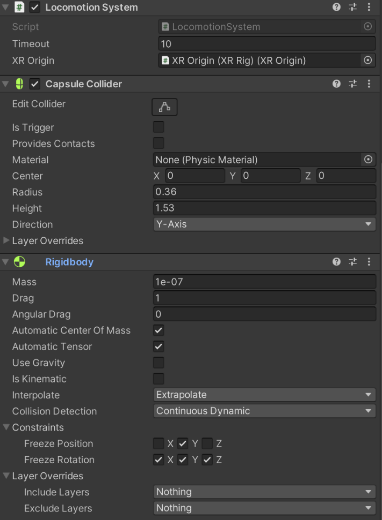 Locomotion System
Script LocomotionSystem
Timeout 10
XR Origin XR Origin (XR Rig) (XR Origin)
Capsule Collider
Edit Collider
Is Trigger
Provides Contacts
Material None (Physic Material)
Center X 0 Y 0 Z 0
Radius 0.36
Height 1.53
Direction Y-Axis
Layer Overrides
Rigidbody
Mass 1e-07
Drag 1
Angular Drag 0
Automatic Center Of Mass
Automatic Tensor
Use Gravity
Is Kinematic
Interpolate Extrapolate
Collision Detection Continuous Dynamic
Constraints
Freeze Position X Y Z
Freeze Rotation X Y Z
Layer Overrides
Include Layers Nothing
Exclude Layers Nothing